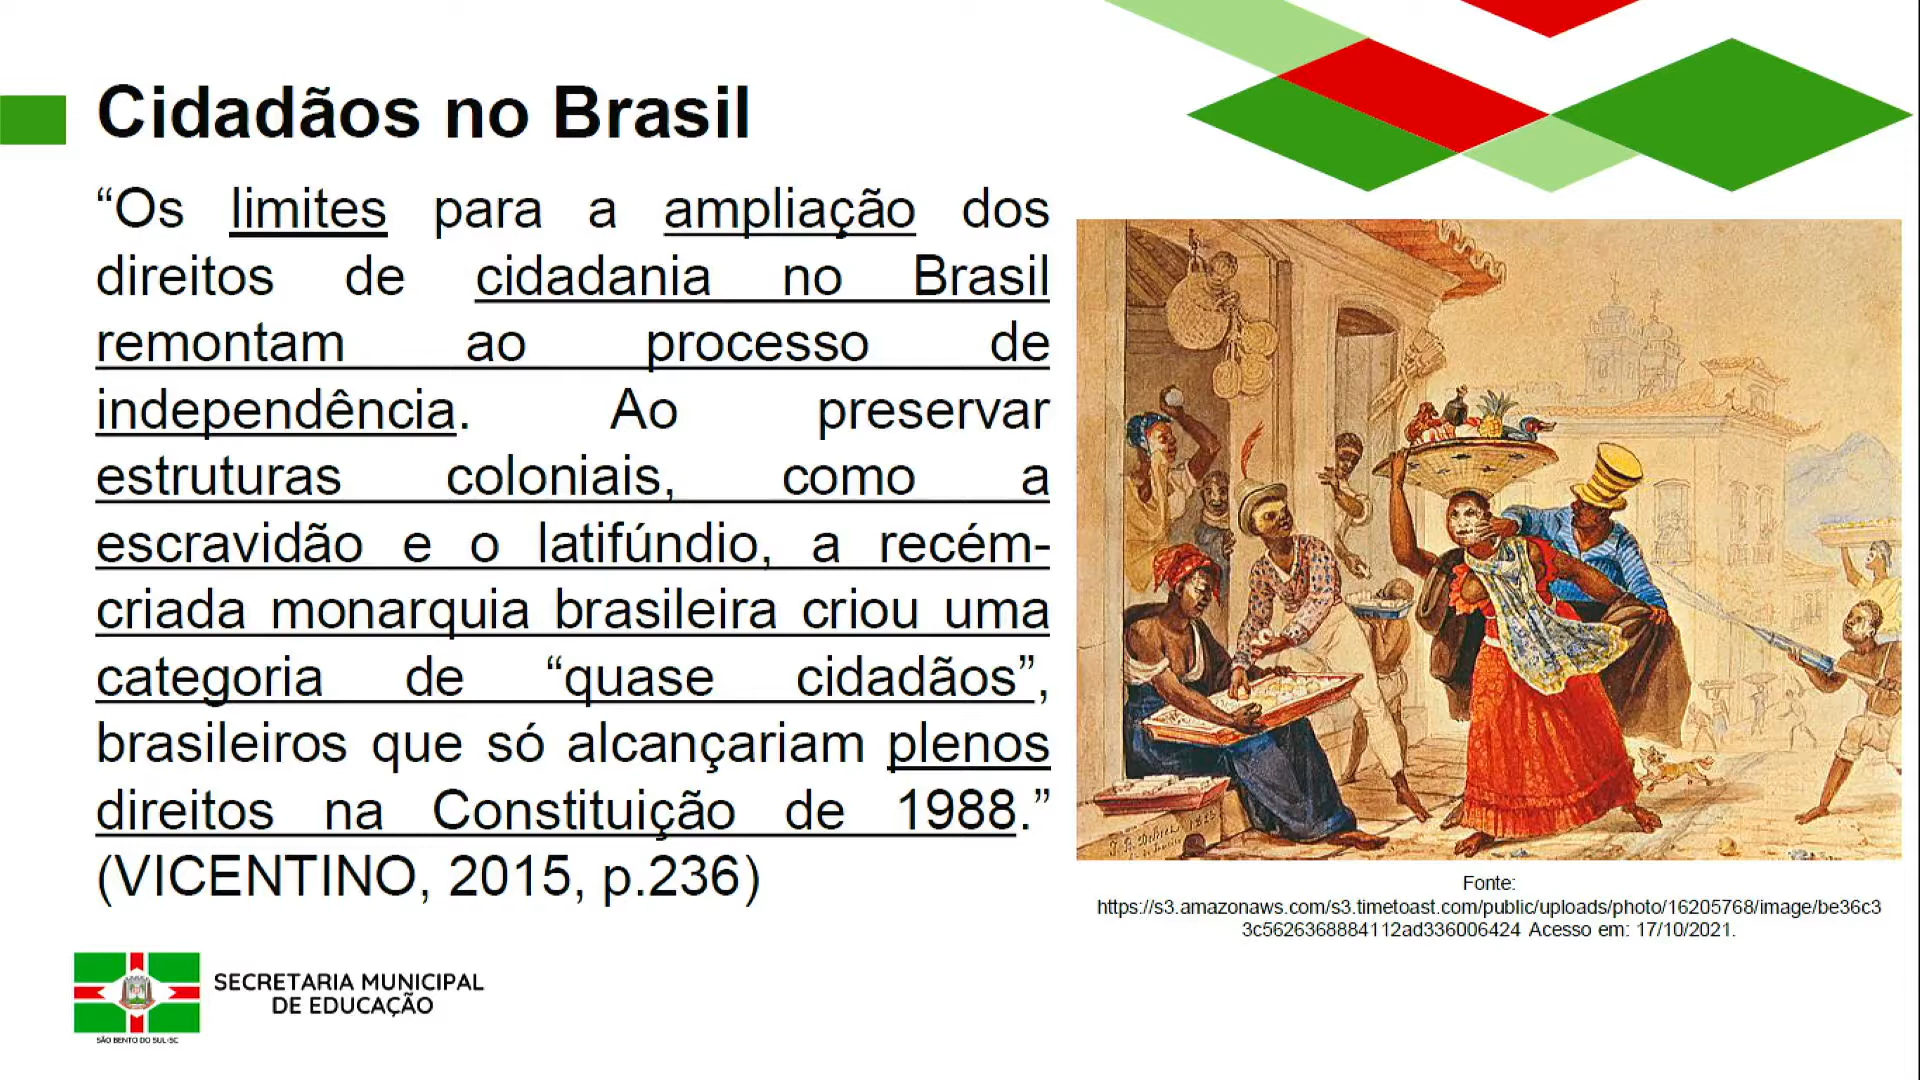 Cidadãos no Brasil
“Os limites para a ampliação dos
direitos de cidadania no Brasil
remontam ao processo de
independência. Ao preservar
estruturas coloniais, como a
escravidão e o latifúndio, a recém-
criada monarquia brasileira criou uma
categoria de “quase cidadãos”,
brasileiros que só alcançariam plenos
direitos na Constituição de 1988.”
(VICENTINO, 2015, p.236)
Fonte:
https://s3.amazonaws.com/s3.timetoast.com/public/uploads/photo/16205768/image/be36c3
3c5626368884112ad336006424 Acesso em: 17/10/2021.
SECRETARIA MUNICIPAL
DE EDUCAÇÃO
SÃO BENTO DO SUL-SC